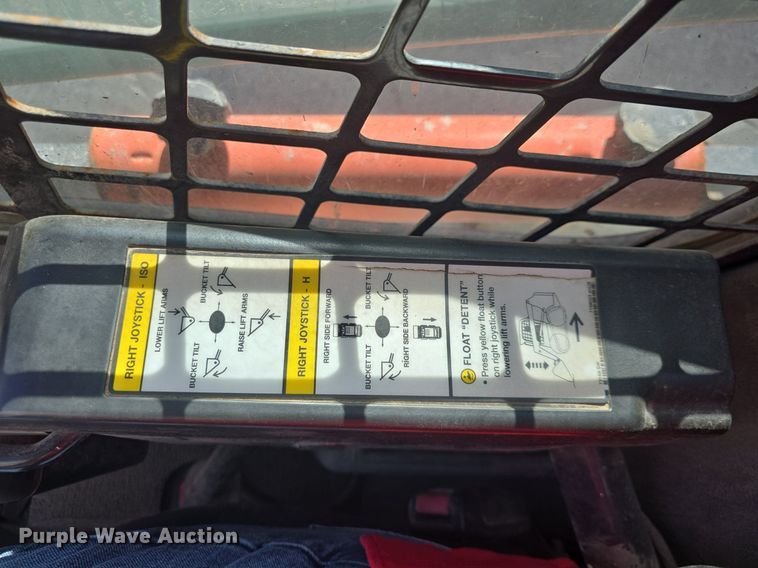 RIGHT JOYSTICK - ISO
BUCKET TILT
LOWER LIFT ARMS
RAISE LIFT ARMS
BUCKET TILT
RIGHT JOYSTICK - H
BUCKET TILT
RIGHT SIDE FORWARD
RIGHT SIDE BACKWARD
BUCKET TILT
FLOAT "DETENT"
• Press yellow float button
on right joystick while
lowering lift arms.
Purple Wave Auction